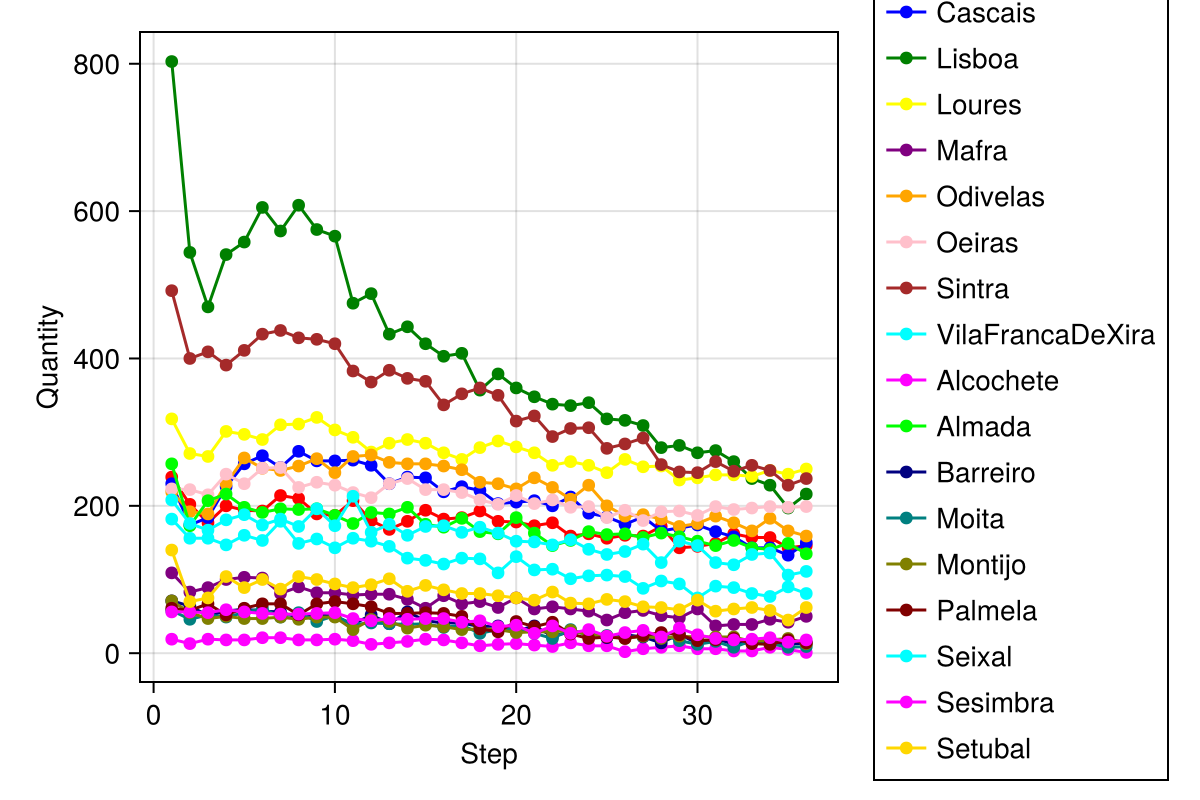 800
600
400
200
0
Quantity
0
10
20
30
Step
Cascais
Lisboa
Loures
Mafra
Odivelas
Oeiras
Sintra
VilaFrancaDeXira
Alcochete
Almada
Barreiro
Moita
Montijo
Palmela
Seixal
Sesimbra
Setubal